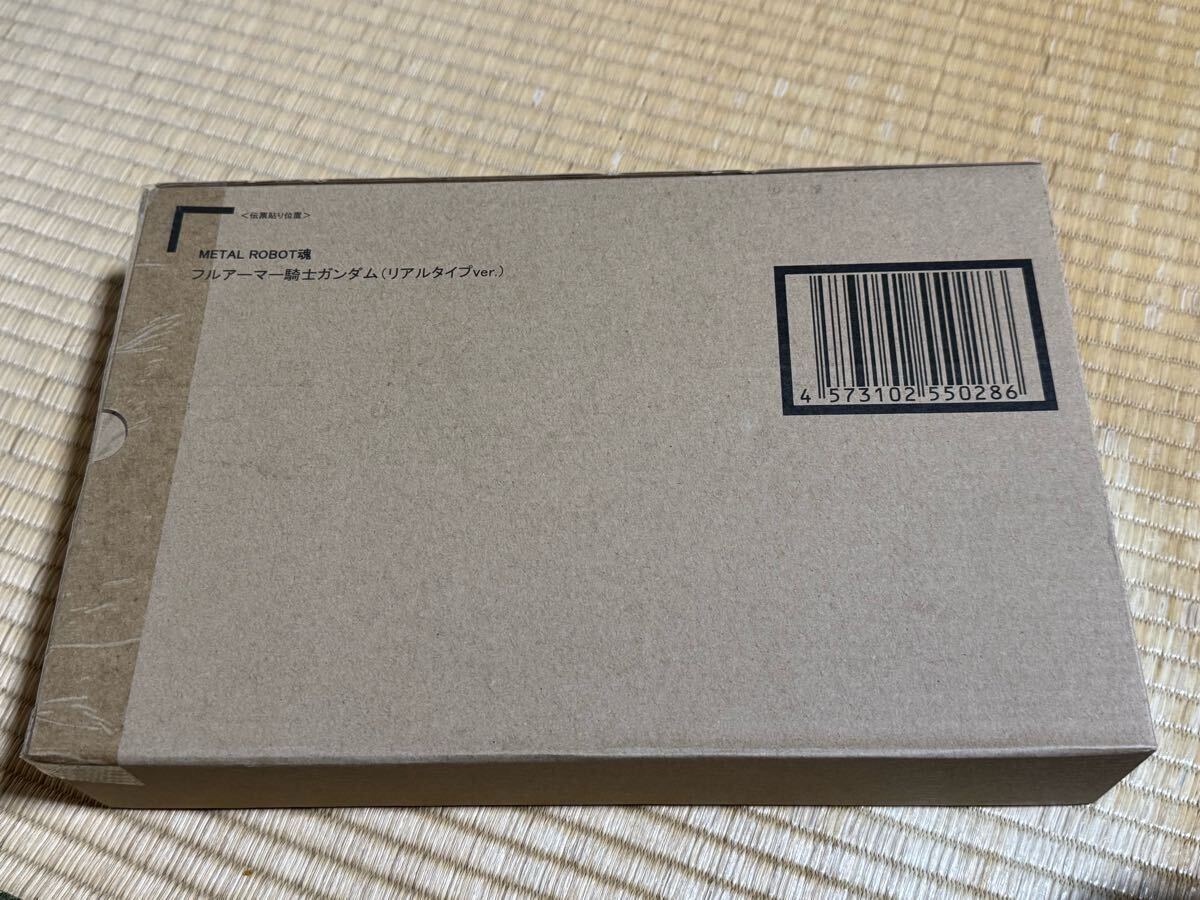 ＜伝票貼り位置＞
METAL ROBOT魂
フルアーマー騎士ガンダム（リアルタイプver.）
4 573102 550286